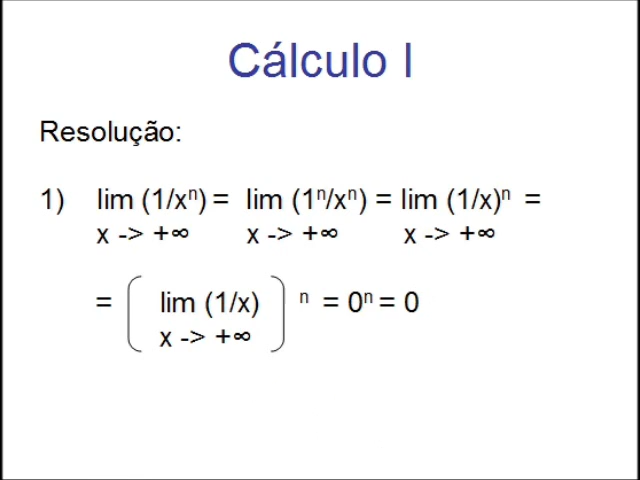 Cálculo I
Resolução:
1) lim (1/xⁿ) = lim (1ⁿ/xⁿ) = lim (1/x)ⁿ =
x -> +∞ x -> +∞ x -> +∞
= ( lim (1/x) ) ⁿ = 0ⁿ = 0
x -> +∞